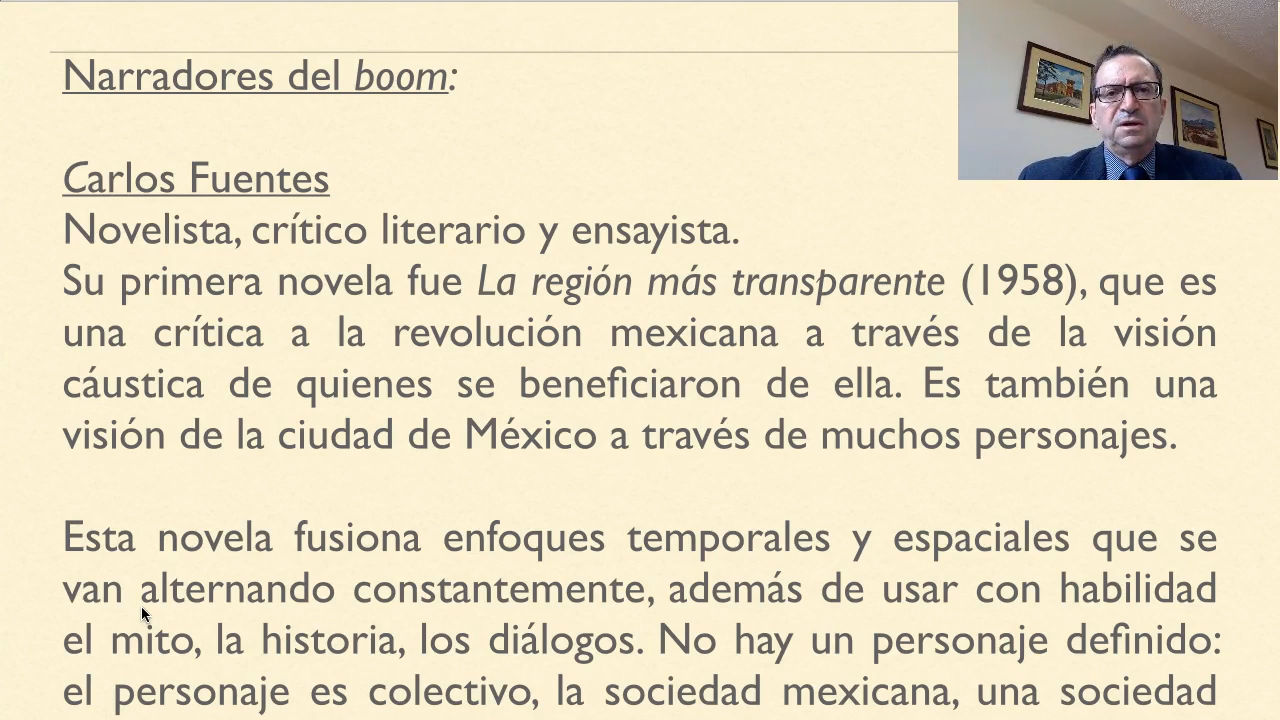 Narradores del boom:
Carlos Fuentes
Novelista, crítico literario y ensayista.
Su primera novela fue La región más transparente (1958), que es
una crítica a la revolución mexicana a través de la visión
cáustica de quienes se beneficiaron de ella. Es también una
visión de la ciudad de México a través de muchos personajes.
Esta novela fusiona enfoques temporales y espaciales que se
van alternando constantemente, además de usar con habilidad
el mito, la historia, los diálogos. No hay un personaje definido:
el personaje es colectivo, la sociedad mexicana, una sociedad